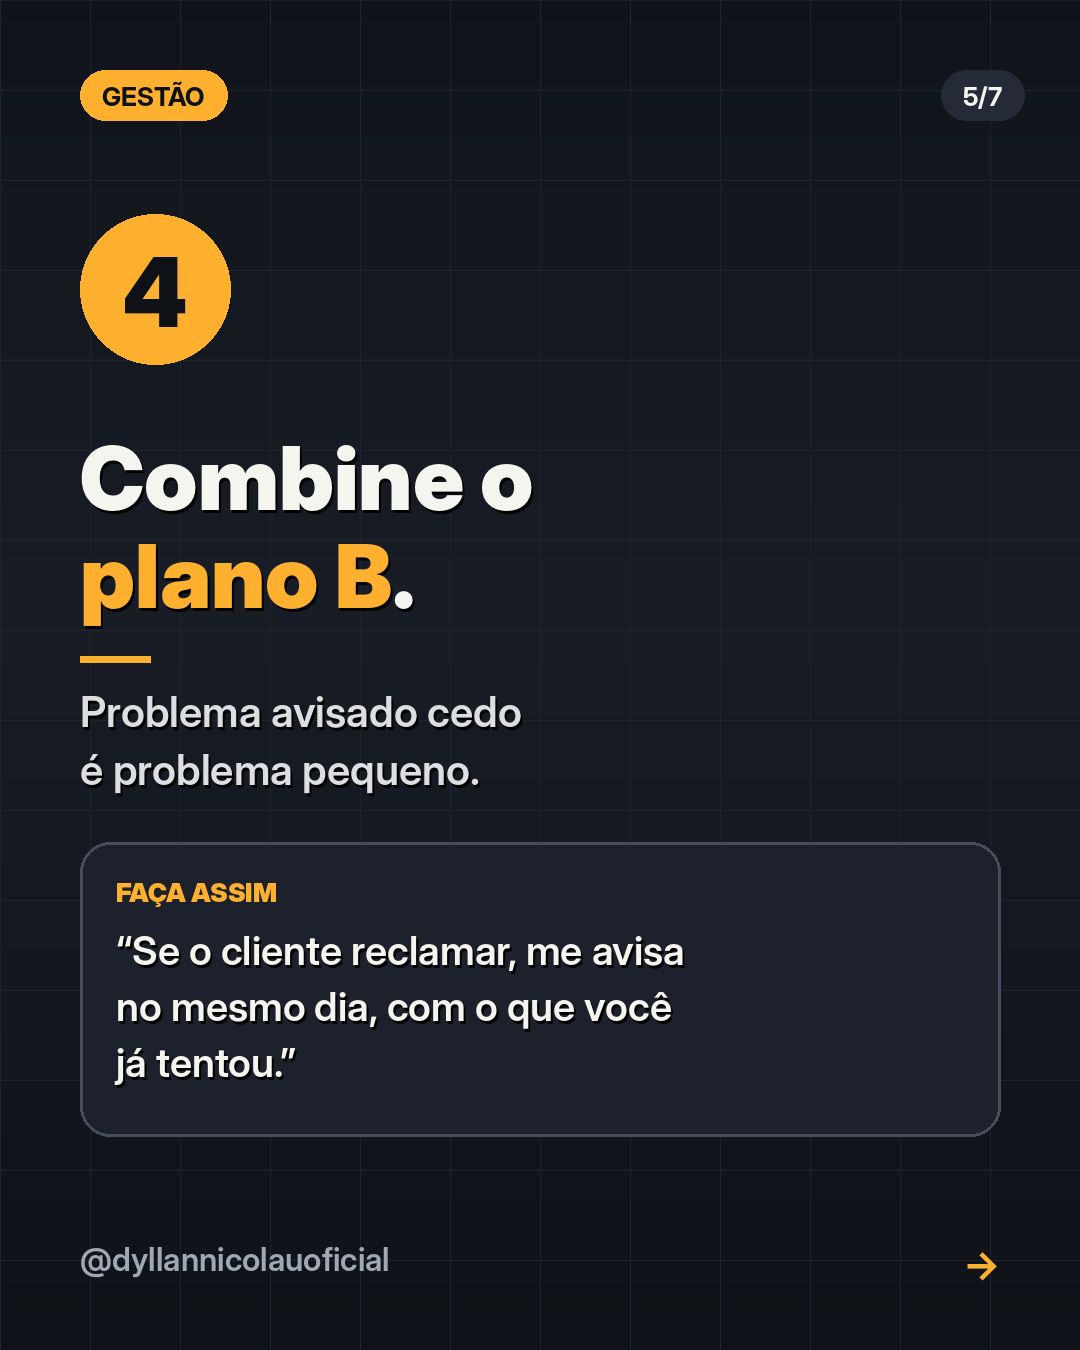 GESTÃO
5/7
4
Combine o
plano B.
Problema avisado cedo
é problema pequeno.
FAÇA ASSIM
“Se o cliente reclamar, me avisa
no mesmo dia, com o que você
já tentou.”
@dyllannicolauoficial
→